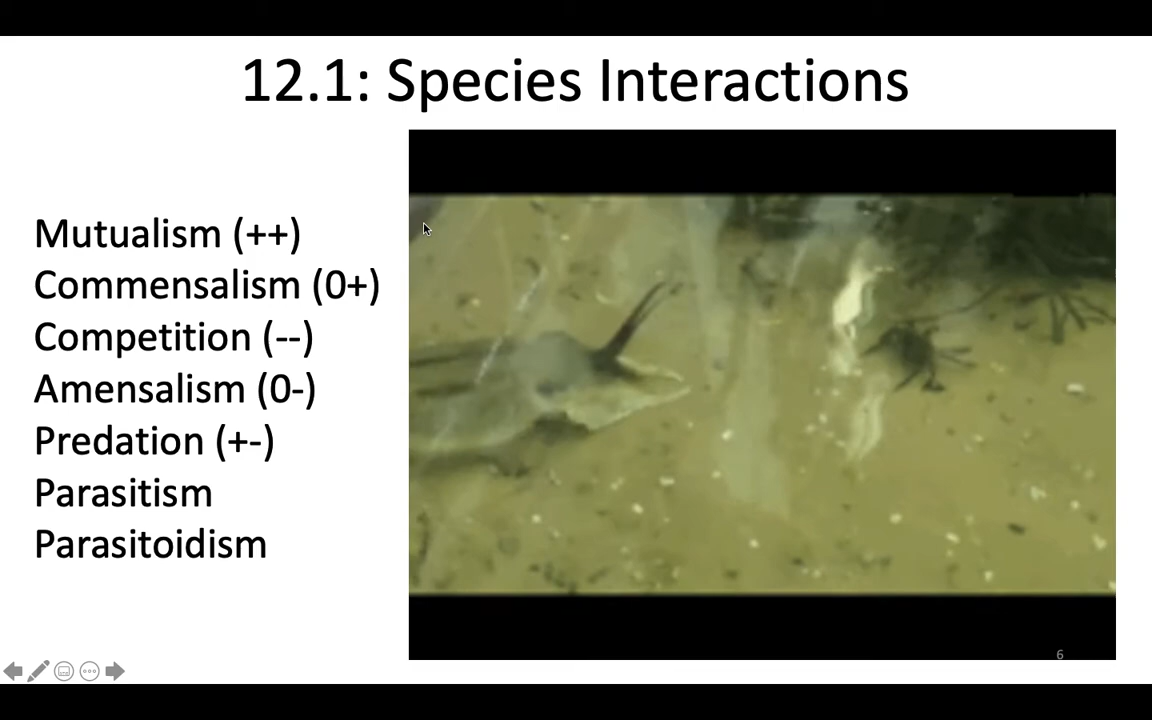 12.1: Species Interactions
Mutualism (++)
Commensalism (0+)
Competition (--)
Amensalism (0-)
Predation (+-)
Parasitism
Parasitoidism
6